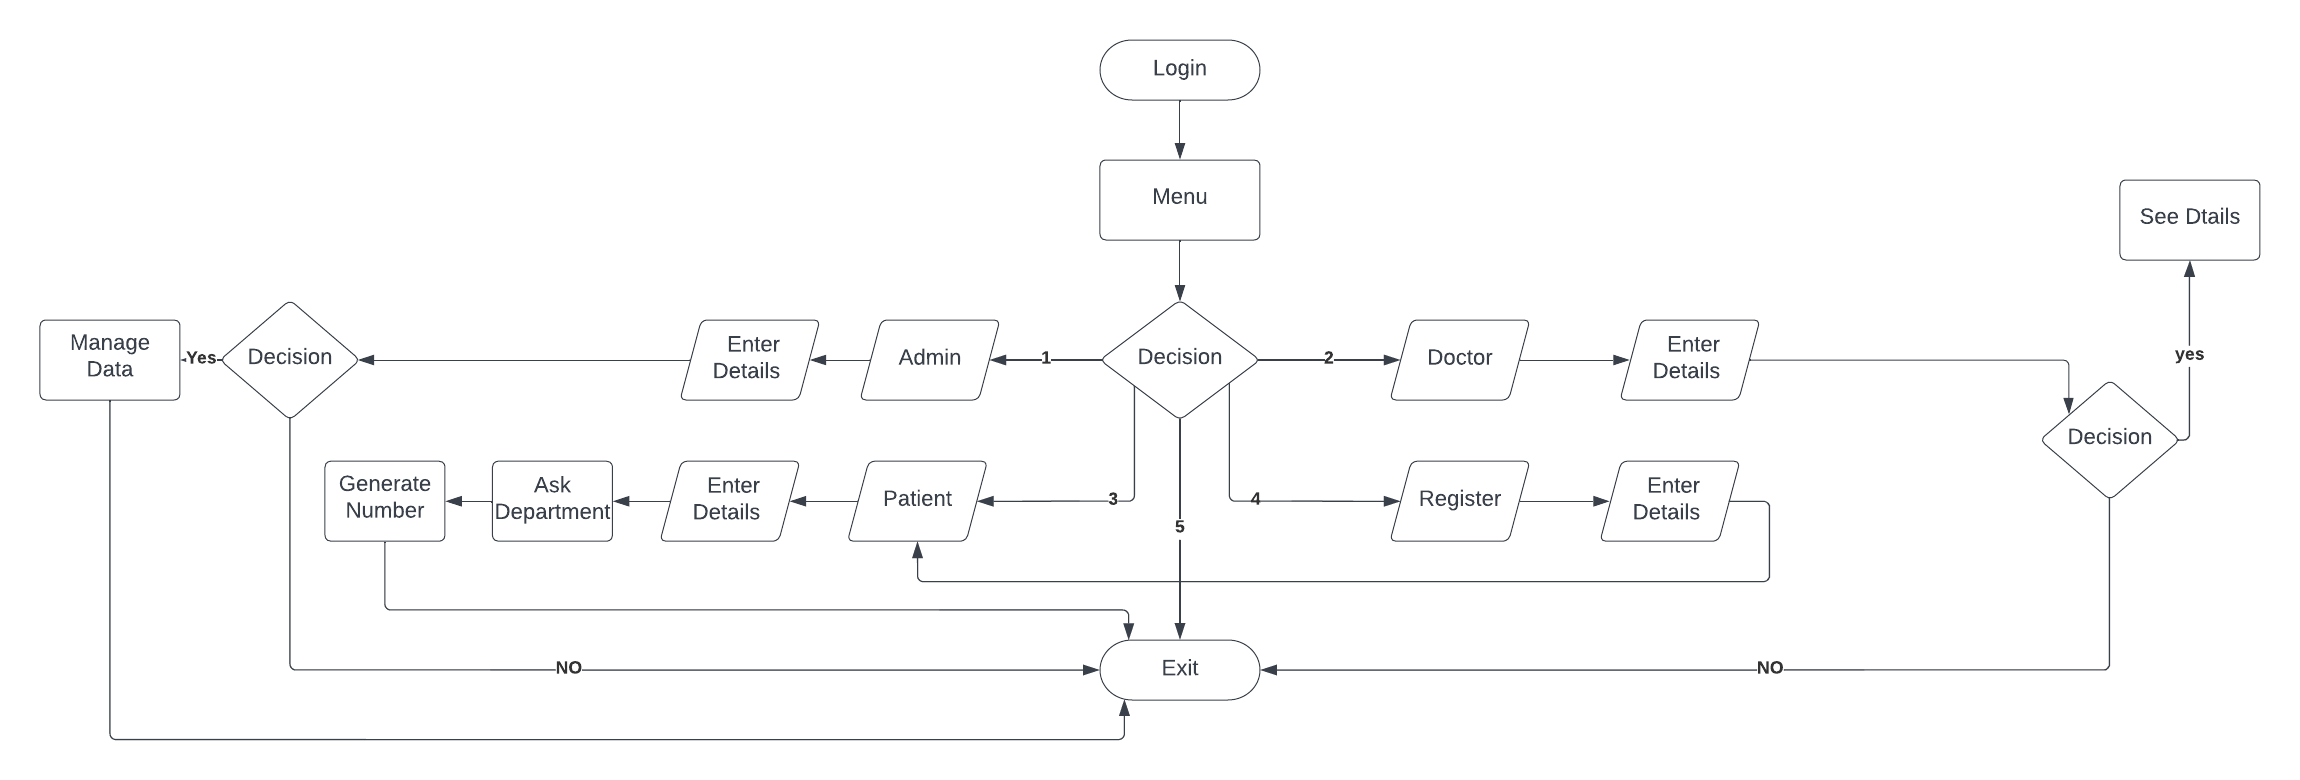 Login
Menu
See Dtails
Manage
Data
Yes
Decision
Enter
Details
Admin
1
Decision
2
Doctor
Enter
Details
yes
Decision
Generate
Number
Ask
Department
Enter
Details
Patient
3
5
4
Register
Enter
Details
NO
Exit
NO